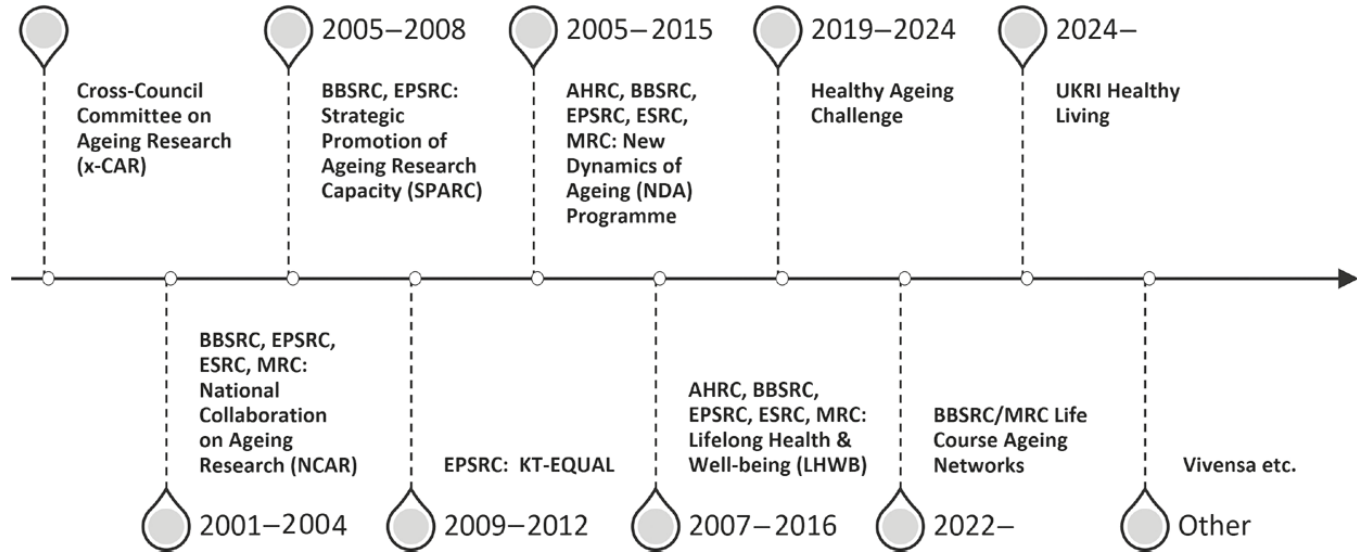 Cross-Council
Committee on
Ageing Research
(x-CAR)
2005–2008
BBSRC, EPSRC:
Strategic
Promotion of
Ageing Research
Capacity (SPARC)
2005–2015
AHRC, BBSRC,
EPSRC, ESRC,
MRC: New
Dynamics of
Ageing (NDA)
Programme
2019–2024
Healthy Ageing
Challenge
2024–
UKRI Healthy
Living
BBSRC, EPSRC,
ESRC, MRC:
National
Collaboration
on Ageing
Research (NCAR)
2001–2004
EPSRC: KT-EQUAL
2009–2012
AHRC, BBSRC,
EPSRC, ESRC, MRC:
Lifelong Health &
Well-being (LHWB)
2007–2016
BBSRC/MRC Life
Course Ageing
Networks
2022–
Vivensa etc.
Other